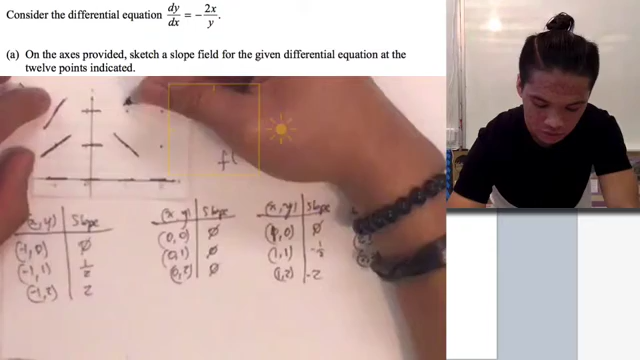 Consider the differential equation dy/dx = −2x/y.
(a) On the axes provided, sketch a slope field for the given differential equation at the
twelve points indicated.
(x, y) Slope
(-1, 0) ∅
(-1, 1) 1/2
(-1, 2) 2
(x, y) Slope
(0, 0) ∅
(0, 1) ∅
(0, 2) ∅
(x, y) Slope
(0, 0) ∅
(1, 1) -1/2
(1, 2) -2